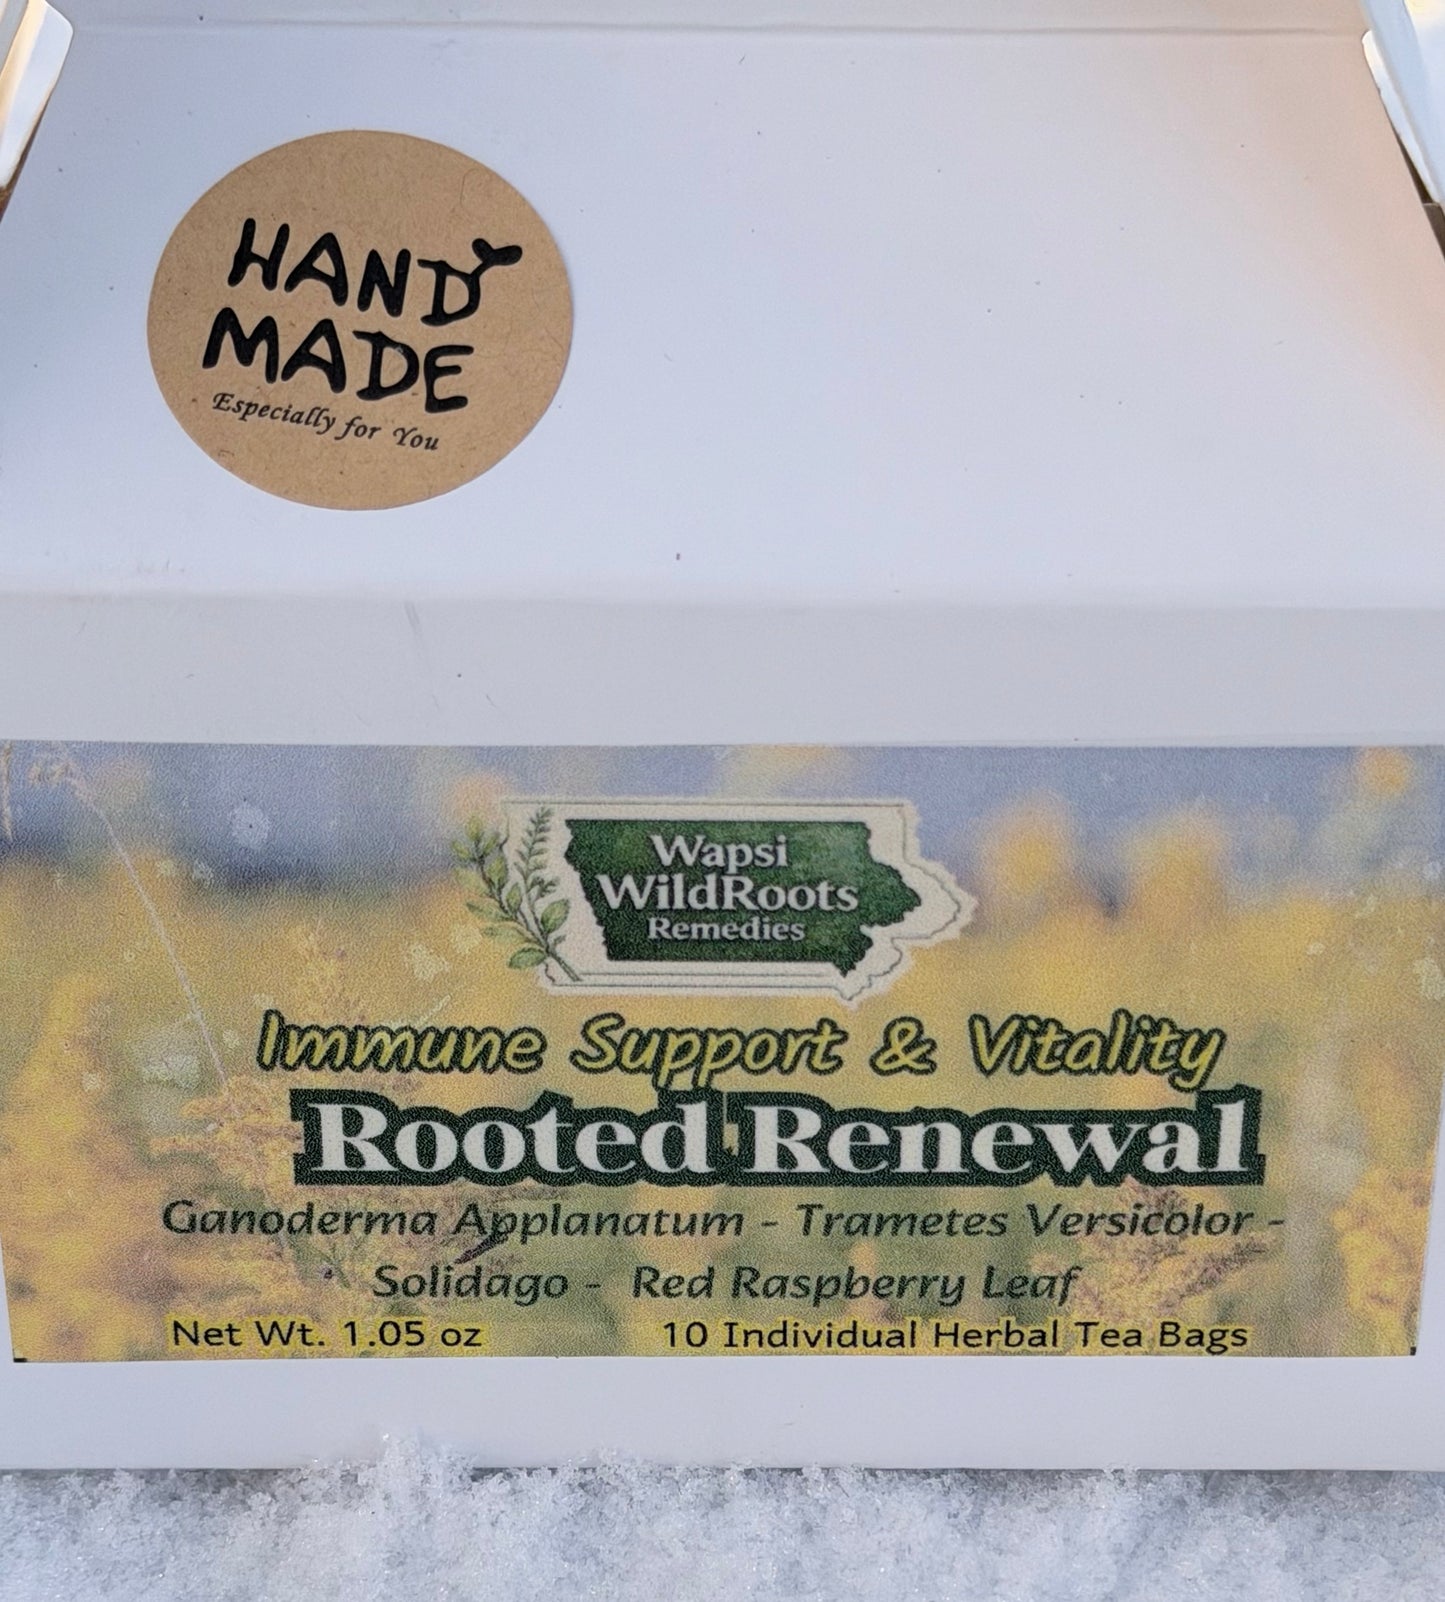 HAND
MADE
Especially for You
Wapsi
WildRoots
Remedies
Immune Support & Vitality
Rooted Renewal
Ganoderma Applanatum - Trametes Versicolor -
Solidago - Red Raspberry Leaf
Net Wt. 1.05 oz 10 Individual Herbal Tea Bags